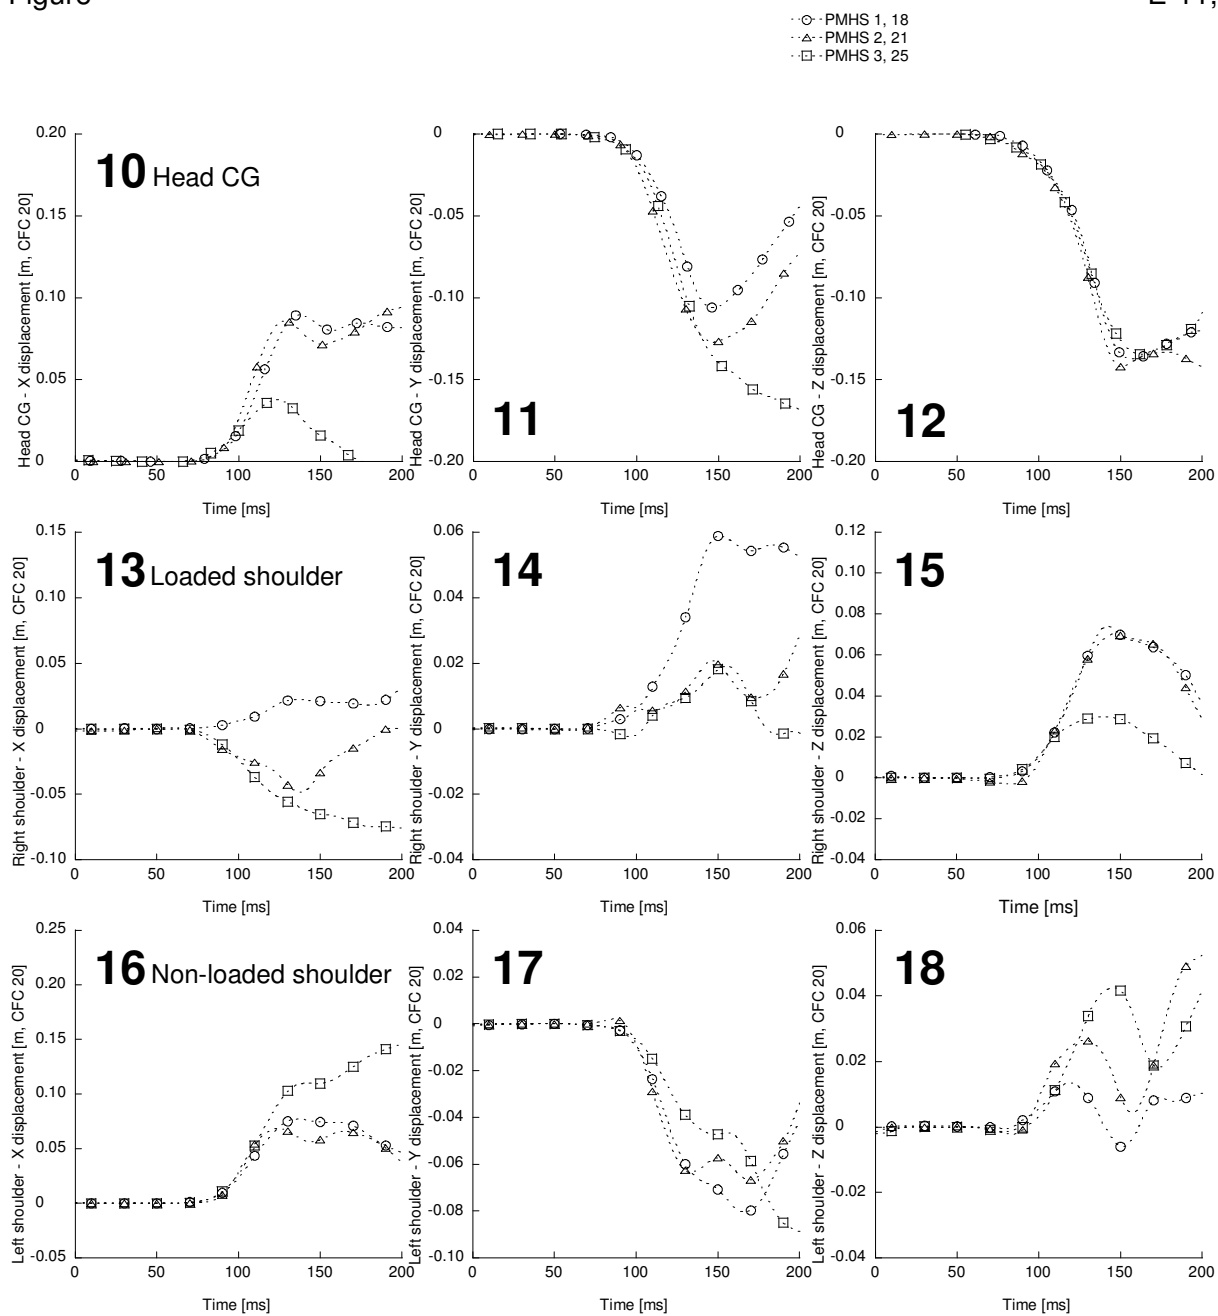 PMHS 1, 18
PMHS 2, 21
PMHS 3, 25
10 Head CG
Head CG - X displacement [m, CFC 20]
0.20
0.15
0.10
0.05
0
0 50 100 150 200
Time [ms]
11
Head CG - Y displacement [m, CFC 20]
0
-0.05
-0.10
-0.15
-0.20
0 50 100 150 200
Time [ms]
12
Head CG - Z displacement [m, CFC 20]
0
-0.05
-0.10
-0.15
-0.20
0 50 100 150 200
Time [ms]
13 Loaded shoulder
Right shoulder - X displacement [m, CFC 20]
0.15
0.10
0.05
0
-0.05
-0.10
0 50 100 150 200
Time [ms]
14
Right shoulder - Y displacement [m, CFC 20]
0.06
0.04
0.02
0
-0.02
-0.04
0 50 100 150 200
Time [ms]
15
Right shoulder - Z displacement [m, CFC 20]
0.12
0.10
0.08
0.06
0.04
0.02
0
-0.02
-0.04
0 50 100 150 200
Time [ms]
16 Non-loaded shoulder
Left shoulder - X displacement [m, CFC 20]
0.25
0.20
0.15
0.10
0.05
0
-0.05
0 50 100 150 200
Time [ms]
17
Left shoulder - Y displacement [m, CFC 20]
0.04
0.02
0
-0.02
-0.04
-0.06
-0.08
-0.10
0 50 100 150 200
Time [ms]
18
Left shoulder - Z displacement [m, CFC 20]
0.06
0.04
0.02
0
-0.02
-0.04
0 50 100 150 200
Time [ms]